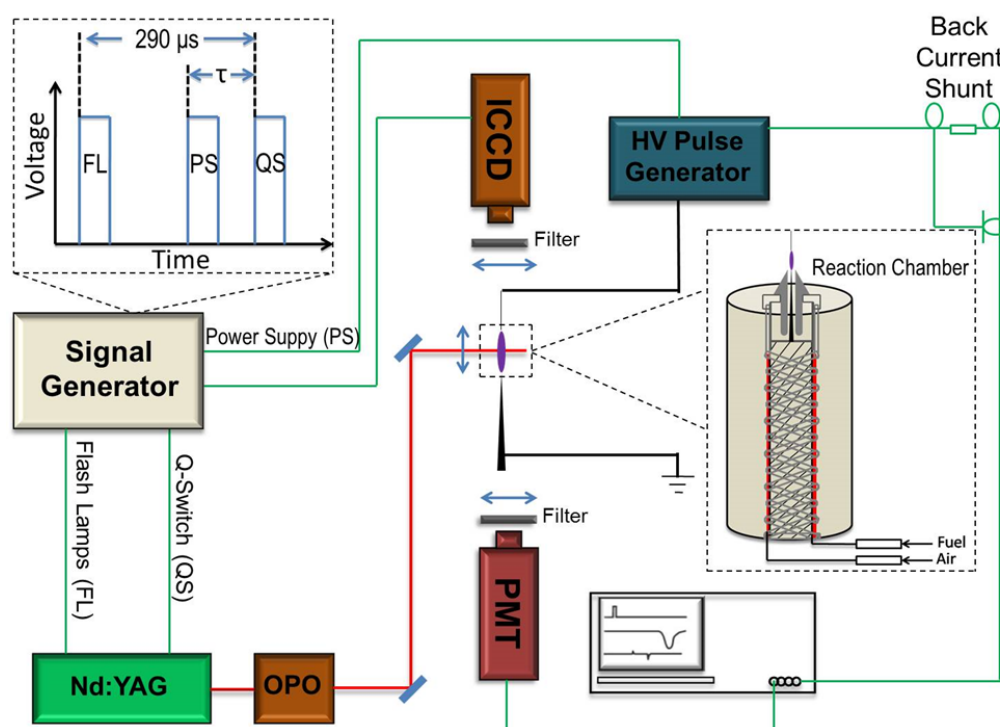 290 μs
τ
Voltage
FL
PS
QS
Time
ICCD
Filter
HV Pulse
Generator
Back
Current
Shunt
Reaction Chamber
Fuel
Air
Signal
Generator
Power Suppy (PS)
Flash Lamps (FL)
Q-Switch (QS)
Nd:YAG
OPO
Filter
PMT